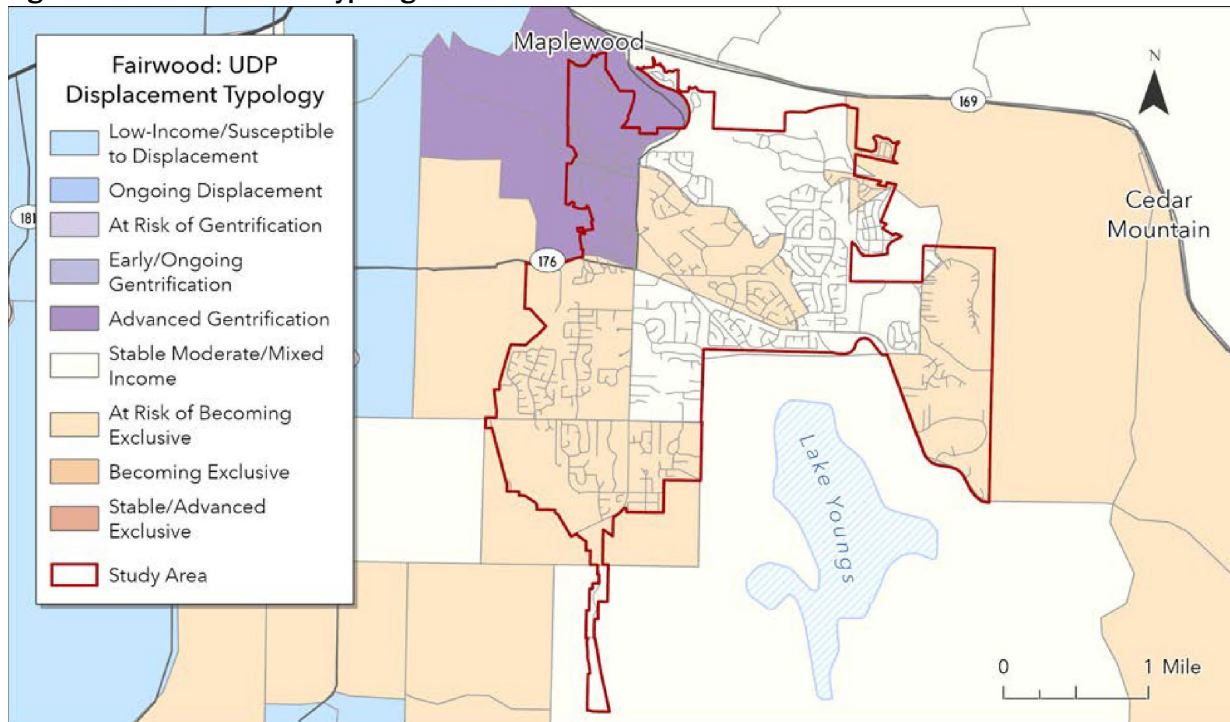 Fairwood: UDP
Displacement Typology
Low-Income/Susceptible
to Displacement
Ongoing Displacement
At Risk of Gentrification
Early/Ongoing
Gentrification
Advanced Gentrification
Stable Moderate/Mixed
Income
At Risk of Becoming
Exclusive
Becoming Exclusive
Stable/Advanced
Exclusive
Study Area
Maplewood
N
169
181
Cedar
Mountain
176
Lake Youngs
0 1 Mile